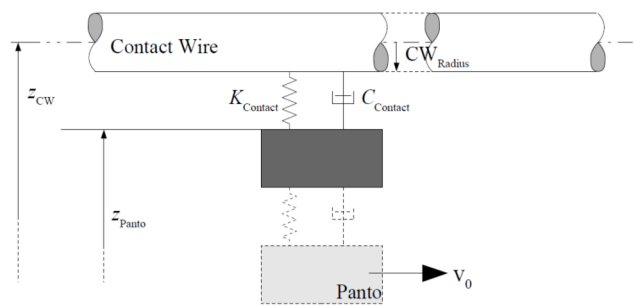 Contact Wire
CW Radius
z CW
K Contact
C Contact
z Panto
Panto
V 0